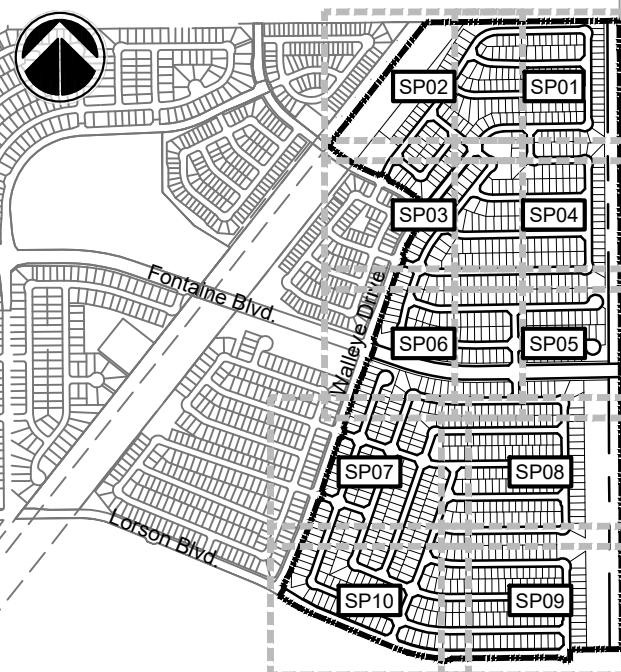 SP02
SP01
SP03
SP04
Fontaine Blvd.
Walleye Drive
SP06
SP05
SP07
SP08
Lorson Blvd.
SP10
SP09